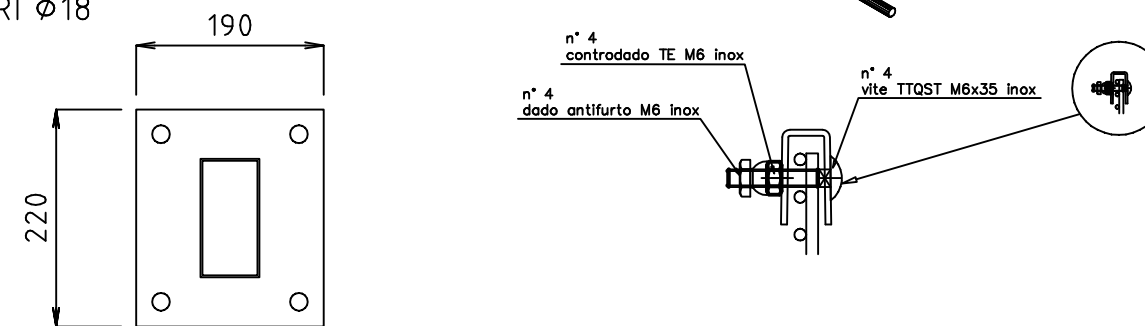 RI Ø18
190
220
n° 4
controdado TE M6 inox
n° 4
dado antifurto M6 inox
n° 4
vite TTQST M6x35 inox